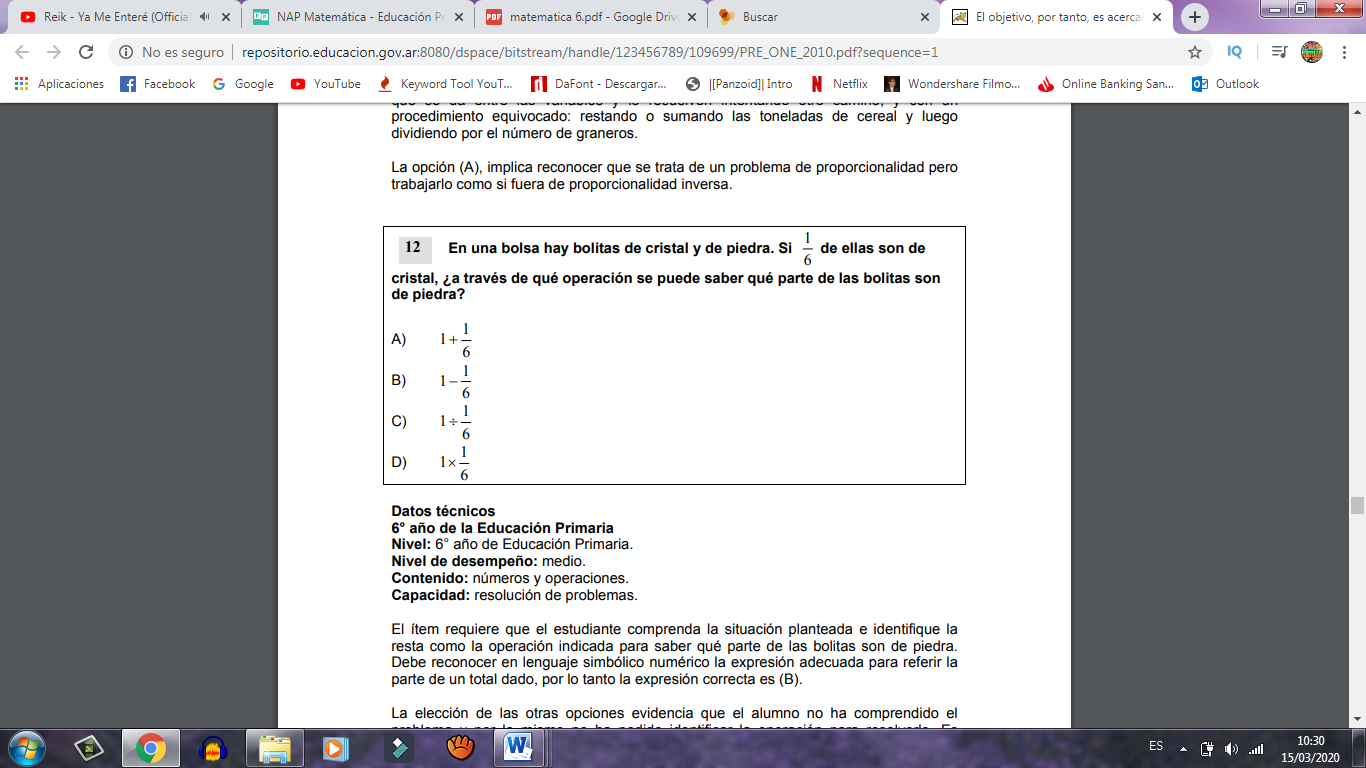 Reik - Ya Me Enteré (Official
NAP Matemática - Educación Pr
matematica 6.pdf - Google Drive
Buscar
El objetivo, por tanto, es acercar
No es seguro | repositorio.educacion.gov.ar:8080/dspace/bitstream/handle/123456789/109699/PRE_ONE_2010.pdf?sequence=1
Aplicaciones Facebook Google YouTube Keyword Tool YouT... DaFont - Descargar... |[Panzoid]| Intro Netflix Wondershare Filmo... Online Banking San... Outlook
procedimiento equivocado: restando o sumando las toneladas de cereal y luego
dividiendo por el número de graneros.
La opción (A), implica reconocer que se trata de un problema de proporcionalidad pero
trabajarlo como si fuera de proporcionalidad inversa.
12 En una bolsa hay bolitas de cristal y de piedra. Si 1/6 de ellas son de
cristal, ¿a través de qué operación se puede saber qué parte de las bolitas son
de piedra?
A) 1 + 1/6
B) 1 – 1/6
C) 1 ÷ 1/6
D) 1 × 1/6
Datos técnicos
6° año de la Educación Primaria
Nivel: 6° año de Educación Primaria.
Nivel de desempeño: medio.
Contenido: números y operaciones.
Capacidad: resolución de problemas.
El ítem requiere que el estudiante comprenda la situación planteada e identifique la
resta como la operación indicada para saber qué parte de las bolitas son de piedra.
Debe reconocer en lenguaje simbólico numérico la expresión adecuada para referir la
parte de un total dado, por lo tanto la expresión correcta es (B).
La elección de las otras opciones evidencia que el alumno no ha comprendido el
ES
10:30
15/03/2020